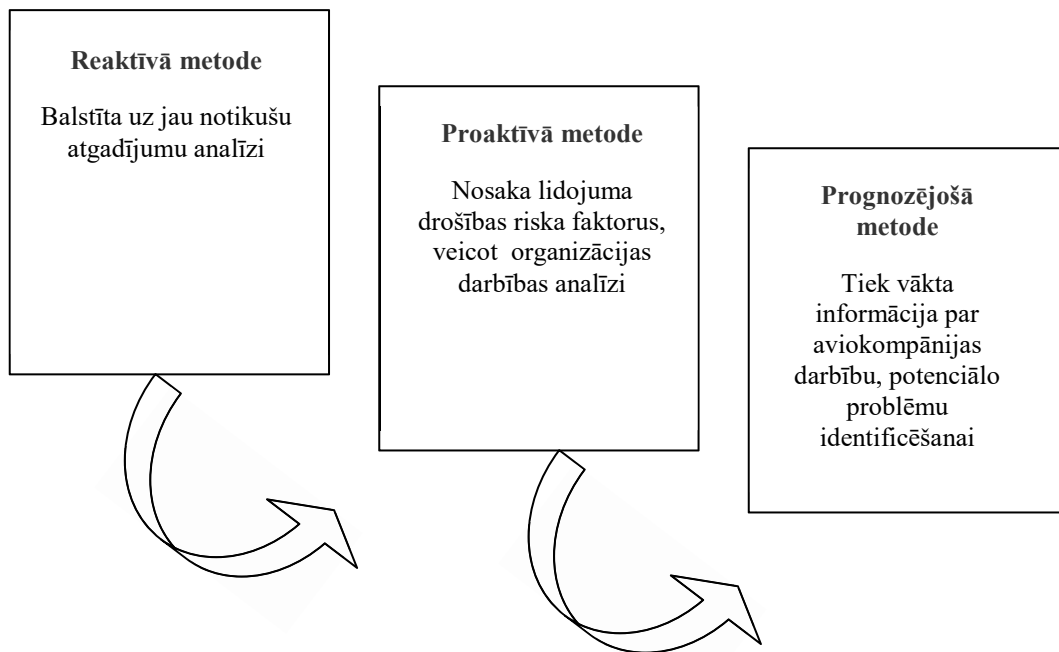 Reaktīvā metode
Balstīta uz jau notikušu
atgadījumu analīzi
Proaktīvā metode
Nosaka lidojuma
drošības riska faktorus,
veicot organizācijas
darbības analīzi
Prognozējošā
metode
Tiek vākta
informācija par
aviokompānijas
darbību, potenciālo
problēmu
identificēšanai